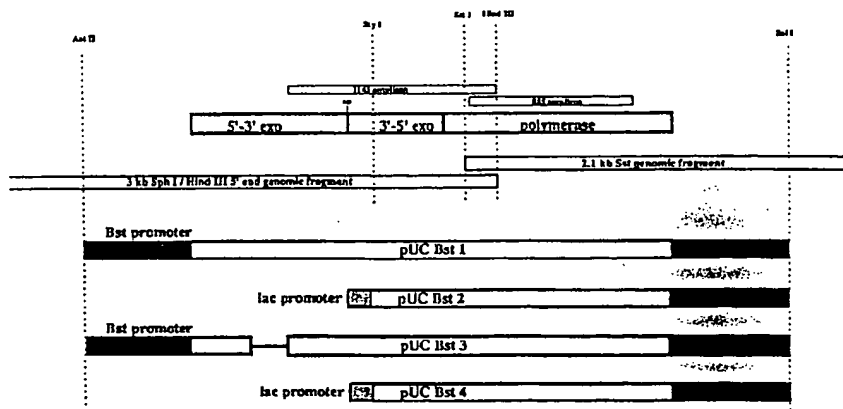 Sty I
Sst I
Hind III
5'-3' exo
3'-5' exo
polymerase
2.1 kb Sst genomic fragment
3 kb Sph I / Hind III 5' end genomic fragment
Bst promoter
pUC Bst 1
lac promoter
pUC Bst 2
Bst promoter
pUC Bst 3
lac promoter
pUC Bst 4